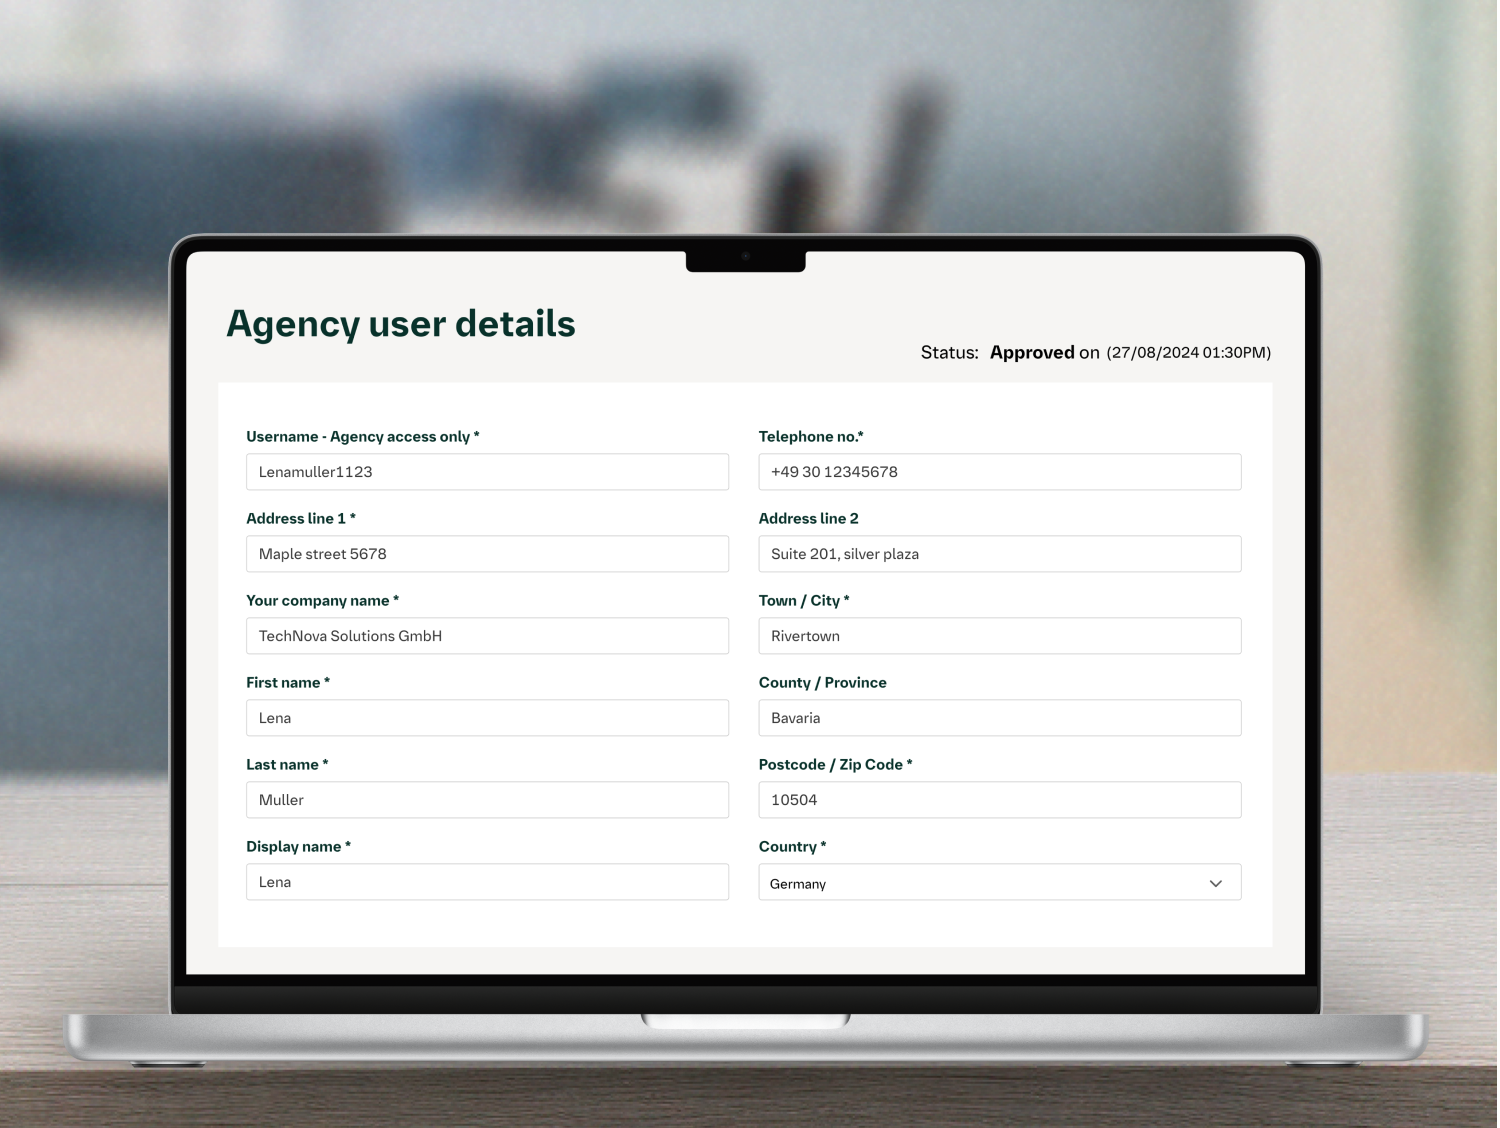 Agency user details
Status: Approved on (27/08/2024 01:30PM)
Username - Agency access only *
Lenamuller1123
Telephone no.*
+49 30 12345678
Address line 1 *
Maple street 5678
Address line 2
Suite 201, silver plaza
Your company name *
TechNova Solutions GmbH
Town / City *
Rivertown
First name *
Lena
County / Province
Bavaria
Last name *
Muller
Postcode / Zip Code *
10504
Display name *
Lena
Country *
Germany